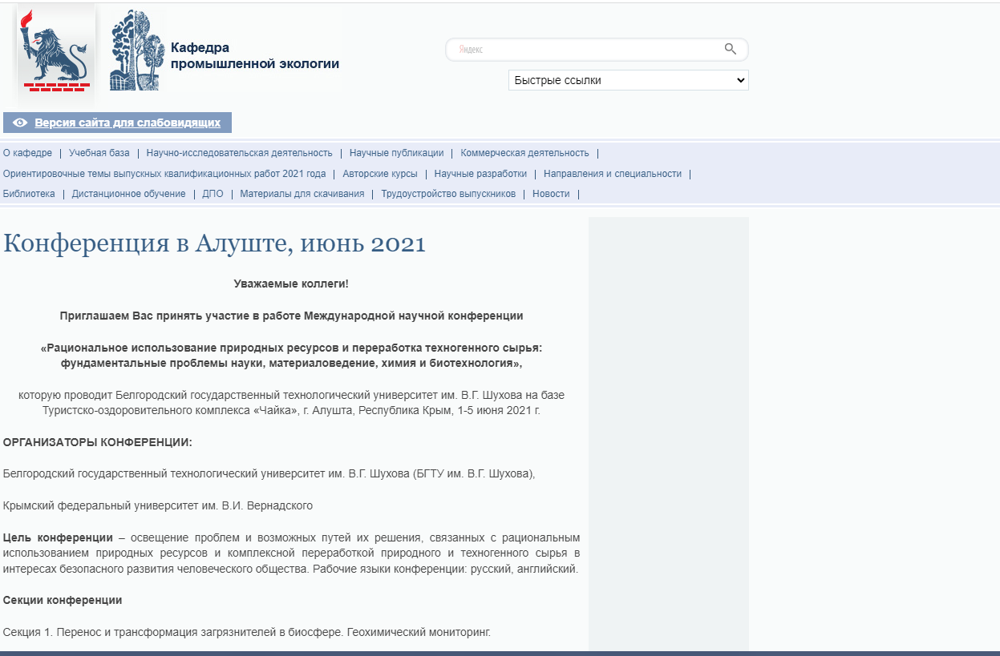 Кафедра
промышленной экологии
Яндекс
Быстрые ссылки
Версия сайта для слабовидящих
О кафедре | Учебная база | Научно-исследовательская деятельность | Научные публикации | Коммерческая деятельность |
Ориентировочные темы выпускных квалификационных работ 2021 года | Авторские курсы | Научные разработки | Направления и специальности |
Библиотека | Дистанционное обучение | ДПО | Материалы для скачивания | Трудоустройство выпускников | Новости |
Конференция в Алуште, июнь 2021
Уважаемые коллеги!
Приглашаем Вас принять участие в работе Международной научной конференции
«Рациональное использование природных ресурсов и переработка техногенного сырья:
фундаментальные проблемы науки, материаловедение, химия и биотехнология»,
которую проводит Белгородский государственный технологический университет им. В.Г. Шухова на базе
Туристско-оздоровительного комплекса «Чайка», г. Алушта, Республика Крым, 1-5 июня 2021 г.
ОРГАНИЗАТОРЫ КОНФЕРЕНЦИИ:
Белгородский государственный технологический университет им. В.Г. Шухова (БГТУ им. В.Г. Шухова),
Крымский федеральный университет им. В.И. Вернадского
Цель конференции – освещение проблем и возможных путей их решения, связанных с рациональным
использованием природных ресурсов и комплексной переработкой природного и техногенного сырья в
интересах безопасного развития человеческого общества. Рабочие языки конференции: русский, английский.
Секции конференции
Секция 1. Перенос и трансформация загрязнителей в биосфере. Геохимический мониторинг.